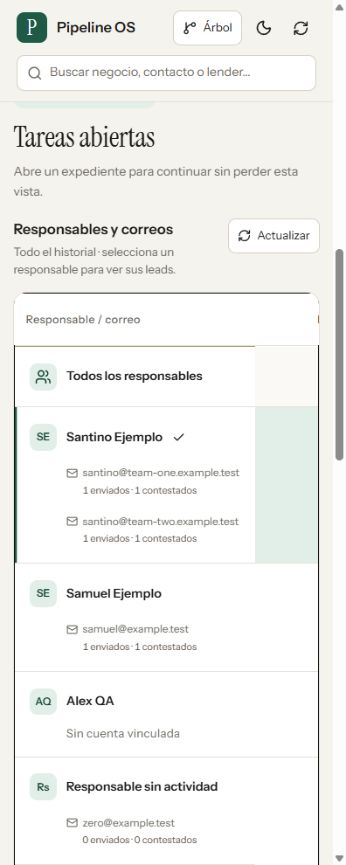 P Pipeline OS Árbol
Buscar negocio, contacto o lender...
Tareas abiertas
Abre un expediente para continuar sin perder esta
vista.
Responsables y correos
Actualizar
Todo el historial · selecciona un
responsable para ver sus leads.
Responsable / correo
Todos los responsables
SE Santino Ejemplo
santino@team-one.example.test
1 enviados · 1 contestados
santino@team-two.example.test
1 enviados · 1 contestados
SE Samuel Ejemplo
samuel@example.test
1 enviados · 1 contestados
AQ Alex QA
Sin cuenta vinculada
Rs Responsable sin actividad
zero@example.test
0 enviados · 0 contestados